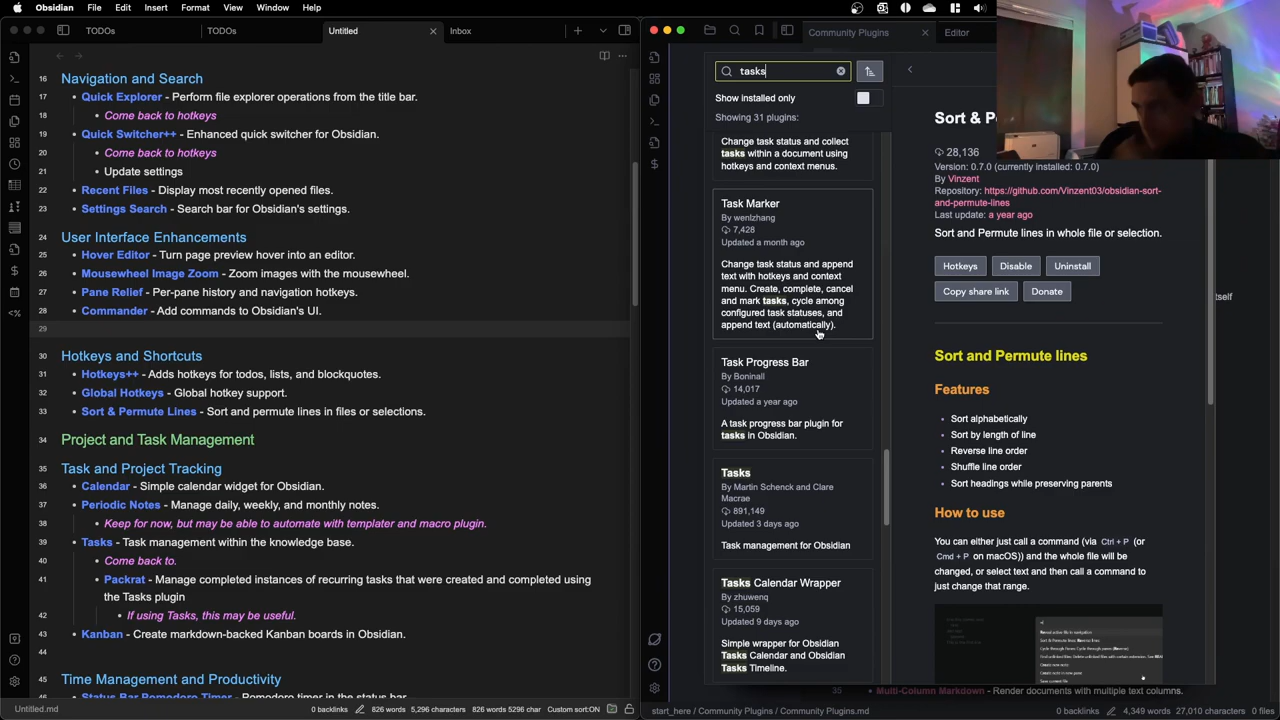 Obsidian File Edit Insert Format View Window Help
TODOs
TODOs
Untitled
Inbox
16 Navigation and Search
17 Quick Explorer - Perform file explorer operations from the title bar.
18 Come back to hotkeys
19 Quick Switcher++ - Enhanced quick switcher for Obsidian.
20 Come back to hotkeys
21 Update settings
22 Recent Files - Display most recently opened files.
23 Settings Search - Search bar for Obsidian's settings.
24 User Interface Enhancements
25 Hover Editor - Turn page preview hover into an editor.
26 Mousewheel Image Zoom - Zoom images with the mousewheel.
27 Pane Relief - Per-pane history and navigation hotkeys.
28 Commander - Add commands to Obsidian's UI.
29
30 Hotkeys and Shortcuts
31 Hotkeys++ - Adds hotkeys for todos, lists, and blockquotes.
32 Global Hotkeys - Global hotkey support.
33 Sort & Permute Lines - Sort and permute lines in files or selections.
34 Project and Task Management
35 Task and Project Tracking
36 Calendar - Simple calendar widget for Obsidian.
37 Periodic Notes - Manage daily, weekly, and monthly notes.
38 Keep for now, but may be able to automate with templater and macro plugin.
39 Tasks - Task management within the knowledge base.
40 Come back to.
41 Packrat - Manage completed instances of recurring tasks that were created and completed using
the Tasks plugin
42 If using Tasks, this may be useful.
43 Kanban - Create markdown-backed Kanban boards in Obsidian.
44
Time Management and Productivity
45 Status Bar Pomodoro Timer - Pomodoro timer in the status bar.
Untitled.md
0 backlinks
826 words 5,296 characters
826 words 5296 char
Custom sort:ON
Community Plugins
Editor
tasks
Show installed only
Showing 31 plugins:
Change task status and collect
tasks within a document using
hotkeys and context menus.
Task Marker
By wenlzhang
7,428
Updated a month ago
Change task status and append
text with hotkeys and context
menu. Create, complete, cancel
and mark tasks, cycle among
configured task statuses, and
append text (automatically).
Task Progress Bar
By Boninall
14,017
Updated a year ago
A task progress bar plugin for
tasks in Obsidian.
Tasks
By Martin Schenck and Clare
Macrae
891,149
Updated 3 days ago
Task management for Obsidian
Tasks Calendar Wrapper
By zhuwenq
15,059
Updated 9 days ago
Simple wrapper for Obsidian
Tasks Calendar and Obsidian
Tasks Timeline.
Sort & P
28,136
Version: 0.7.0 (currently installed: 0.7.0)
By Vinzent
Repository: https://github.com/Vinzent03/obsidian-sort-
and-permute-lines
Last update: a year ago
Sort and Permute lines in whole file or selection.
Hotkeys
Disable
Uninstall
Copy share link
Donate
Sort and Permute lines
Features
Sort alphabetically
Sort by length of line
Reverse line order
Shuffle line order
Sort headings while preserving parents
How to use
You can either just call a command (via Ctrl + P (or
Cmd + P on macOS)) and the whole file will be
changed, or select text and then call a command to
just change that range.
tself
35 Multi-Column Markdown - Render documents with multiple text columns.
start_here / Community Plugins / Community Plugins.md
0 backlinks
4,349 words 27,010 characters
0 files